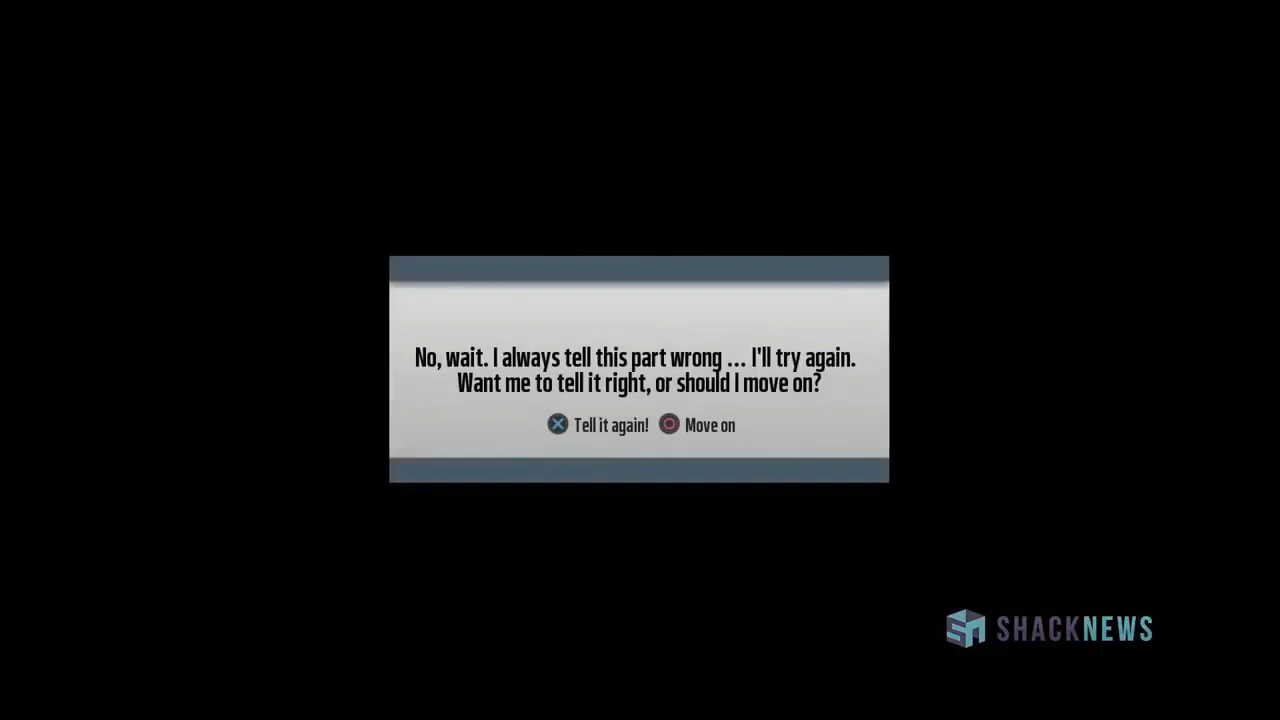 No, wait. I always tell this part wrong ... I'll try again.
Want me to tell it right, or should I move on?
Tell it again! Move on
SHACKNEWS